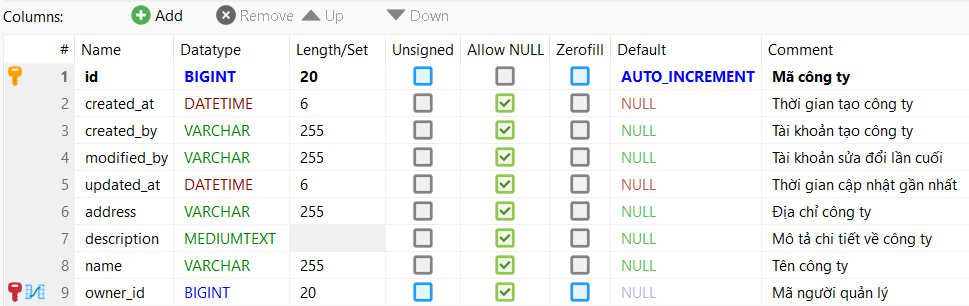 Columns: Add Remove Up Down
# Name Datatype Length/Set Unsigned Allow NULL Zerofill Default Comment
1 id BIGINT 20 AUTO_INCREMENT Mã công ty
2 created_at DATETIME 6 NULL Thời gian tạo công ty
3 created_by VARCHAR 255 NULL Tài khoản tạo công ty
4 modified_by VARCHAR 255 NULL Tài khoản sửa đổi lần cuối
5 updated_at DATETIME 6 NULL Thời gian cập nhật gần nhất
6 address VARCHAR 255 NULL Địa chỉ công ty
7 description MEDIUMTEXT NULL Mô tả chi tiết về công ty
8 name VARCHAR 255 NULL Tên công ty
9 owner_id BIGINT 20 NULL Mã người quản lý